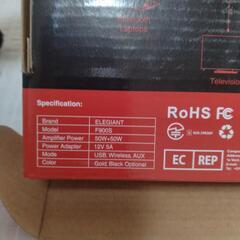 Laptops
Television
RoHS FC
Specification:
Brand ELEGIANT
Model F900S
Amplifier Power 50W+50W
Power Adapter 12V 5A
Mode USB, Wireless, AUX
Color Gold Black Optional
EC REP